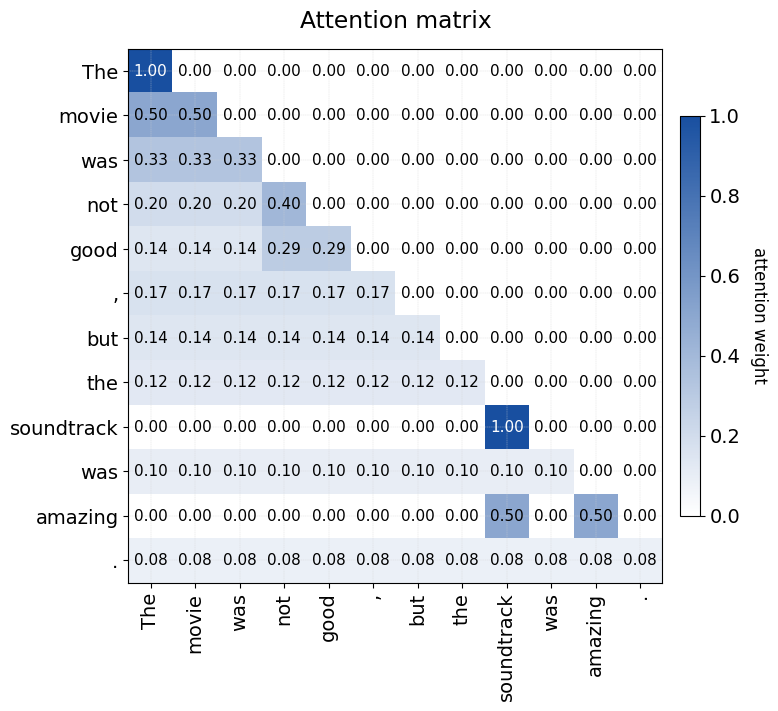 Attention matrix
The 1.00 0.00 0.00 0.00 0.00 0.00 0.00 0.00 0.00 0.00 0.00 0.00
movie 0.50 0.50 0.00 0.00 0.00 0.00 0.00 0.00 0.00 0.00 0.00 0.00
was 0.33 0.33 0.33 0.00 0.00 0.00 0.00 0.00 0.00 0.00 0.00 0.00
not 0.20 0.20 0.20 0.40 0.00 0.00 0.00 0.00 0.00 0.00 0.00 0.00
good 0.14 0.14 0.14 0.29 0.29 0.00 0.00 0.00 0.00 0.00 0.00 0.00
, 0.17 0.17 0.17 0.17 0.17 0.17 0.00 0.00 0.00 0.00 0.00 0.00
but 0.14 0.14 0.14 0.14 0.14 0.14 0.14 0.00 0.00 0.00 0.00 0.00
the 0.12 0.12 0.12 0.12 0.12 0.12 0.12 0.12 0.00 0.00 0.00 0.00
soundtrack 0.00 0.00 0.00 0.00 0.00 0.00 0.00 0.00 1.00 0.00 0.00 0.00
was 0.10 0.10 0.10 0.10 0.10 0.10 0.10 0.10 0.10 0.10 0.00 0.00
amazing 0.00 0.00 0.00 0.00 0.00 0.00 0.00 0.00 0.50 0.00 0.50 0.00
. 0.08 0.08 0.08 0.08 0.08 0.08 0.08 0.08 0.08 0.08 0.08 0.08
The movie was not good , but the soundtrack was amazing .
1.0
0.8
0.6
0.4
0.2
0.0
attention weight